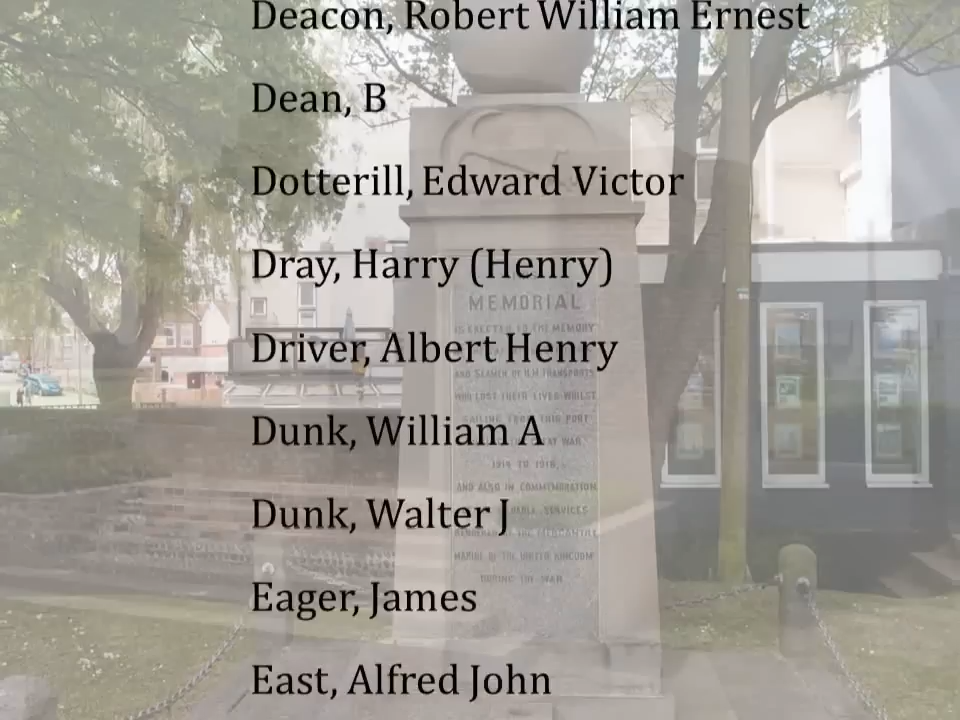 Deacon, Robert William Ernest
Dean, B
Dotterill, Edward Victor
Dray, Harry (Henry)
MEMORIAL
IS ERECTED TO THE MEMORY
Driver, Albert Henry
AND SEAMEN OF H.M. TRANSPORTS
WHO LOST THEIR LIVES WHILST
SAILING FROM THIS PORT
Dunk, William A
WAR
1914 TO 1918,
AND ALSO IN COMMEMORATION
SERVICES
Dunk, Walter J
THE MERCANTILE
MARINE OF THE UNITED KINGDOM
DURING THE WAR
Eager, James
East, Alfred John